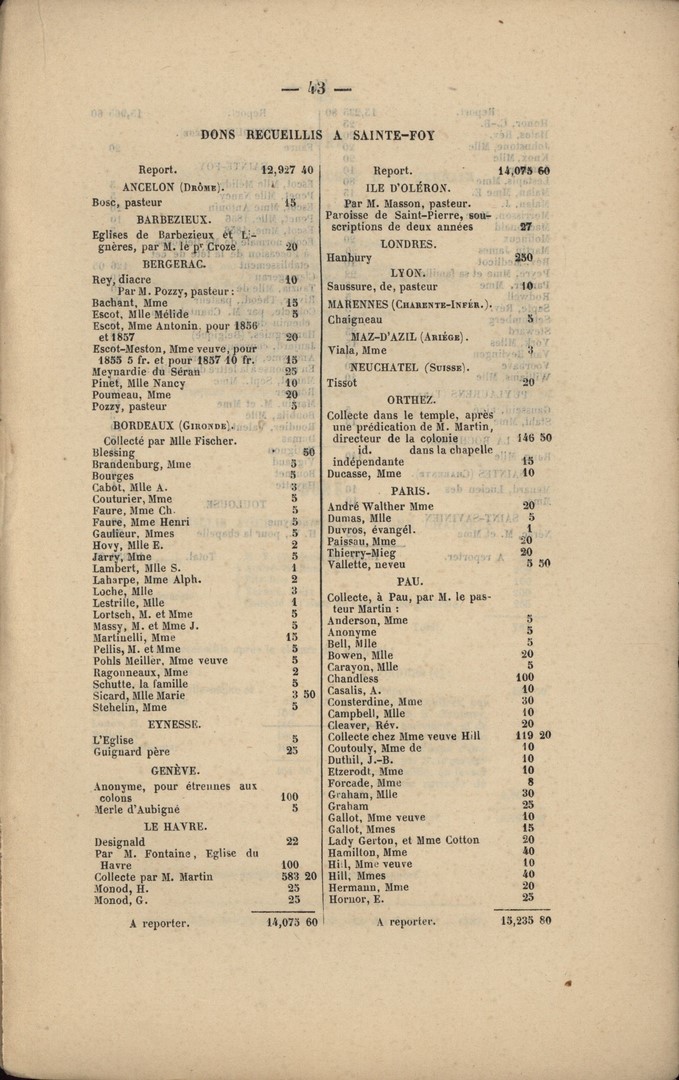 — 43 —
DONS RECUEILLIS A SAINTE-FOY
Report. 12,927 40
ANCELON (DRÔME).
Bosc, pasteur 15
BARBEZIEUX.
Eglises de Barbezieux et Li-
gnères, par M. le pr Croze 20
BERGERAC.
Rey, diacre 10
Par M. Pozzy, pasteur :
Bachant, Mme 15
Escot, Mlle Mélide 5
Escot, Mme Antonin, pour 1856
et 1857 20
Escot-Meston, Mme veuve, pour
1855 5 fr. et pour 1857 10 fr. 15
Meynardie du Séran 25
Pinet, Mlle Nancy 10
Poumeau, Mme 20
Pozzy, pasteur 5
BORDEAUX (GIRONDE).
Collecté par Mlle Fischer.
Blessing 50
Brandenburg, Mme 5
Bourges 5
Cabot, Mlle A. 3
Couturier, Mme 5
Faure, Mme Ch. 5
Faure, Mme Henri 5
Gaulieur, Mmes 5
Hovy, Mlle E. 2
Jarry, Mme 5
Lambert, Mlle S. 1
Laharpe, Mme Alph. 2
Loche, Mlle 3
Lestrille, Mlle 1
Lortsch, M. et Mme 5
Massy, M. et Mme J. 5
Martinelli, Mme 15
Pellis, M. et Mme 5
Pohls Meiller, Mme veuve 5
Ragonneaux, Mme 2
Schutte, la famille 5
Sicard, Mlle Marie 3 50
Stehelin, Mme 5
EYNESSE.
L'Eglise 5
Guignard père 25
GENÈVE.
Anonyme, pour étrennes aux
colons 100
Merle d'Aubigné 5
LE HAVRE.
Designald 22
Par M. Fontaine, Eglise du
Havre 100
Collecte par M. Martin 583 20
Monod, H. 25
Monod, G. 25
A reporter. 14,075 60
Report. 14,075 60
ILE D'OLÉRON.
Par M. Masson, pasteur.
Paroisse de Saint-Pierre, sou-
scriptions de deux années 27
LONDRES.
Hanbury 250
LYON.
Saussure, de, pasteur 10
MARENNES (CHARENTE-INFÉR.).
Chaigneau 5
MAZ-D'AZIL (ARIÉGE).
Viala, Mme 3
NEUCHATEL (SUISSE).
Tissot 20
ORTHEZ.
Collecte dans le temple, après
une prédication de M. Martin,
directeur de la colonie 146 50
id. dans la chapelle
indépendante 15
Ducasse, Mme 10
PARIS.
André Walther Mme 20
Dumas, Mlle 5
Duvros, évangél. 1
Paissau, Mme 20
Thierry-Mieg 20
Vallette, neveu 5 50
PAU.
Collecte, à Pau, par M. le pas-
teur Martin :
Anderson, Mme 5
Anonyme 5
Bell, Mlle 5
Bowen, Mlle 20
Carayon, Mlle 5
Chandless 100
Casalis, A. 10
Consterdine, Mme 30
Campbell, Mlle 10
Cleaver, Rév. 20
Collecte chez Mme veuve Hill 119 20
Coutouly, Mme de 10
Duthil, J.-B. 10
Etzerodt, Mme 10
Forcade, Mme 8
Graham, Mlle 30
Graham 25
Gallot, Mme veuve 10
Gallot, Mmes 15
Lady Gerton, et Mme Cotton 20
Hamilton, Mme 40
Hill, Mme veuve 10
Hill, Mmes 40
Hermann, Mme 20
Hornor, E. 25
A reporter. 15,235 80